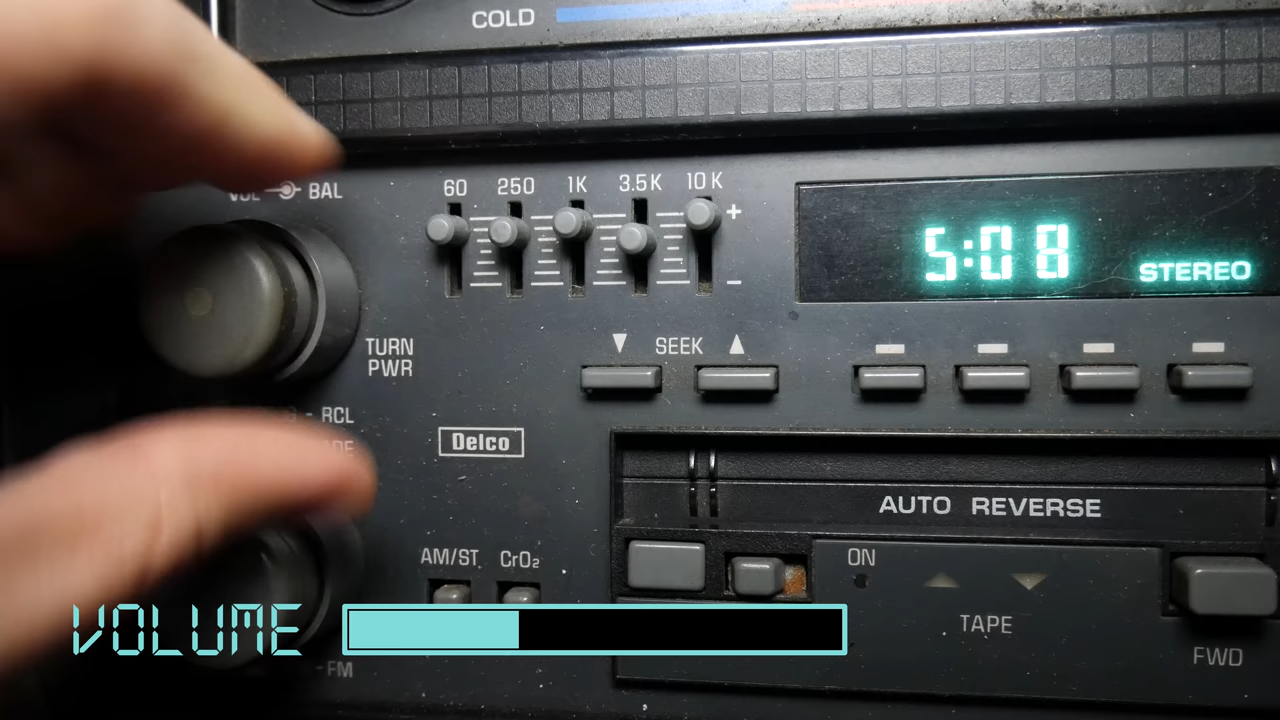 COLD
VOL BAL
60 250 1K 3.5K 10K
+
−
5:08
STEREO
TURN
PWR
▼ SEEK ▲
- RCL
Delco
AUTO REVERSE
AM/ST CrO₂
ON
TAPE
FWD
VOLUME
-FM